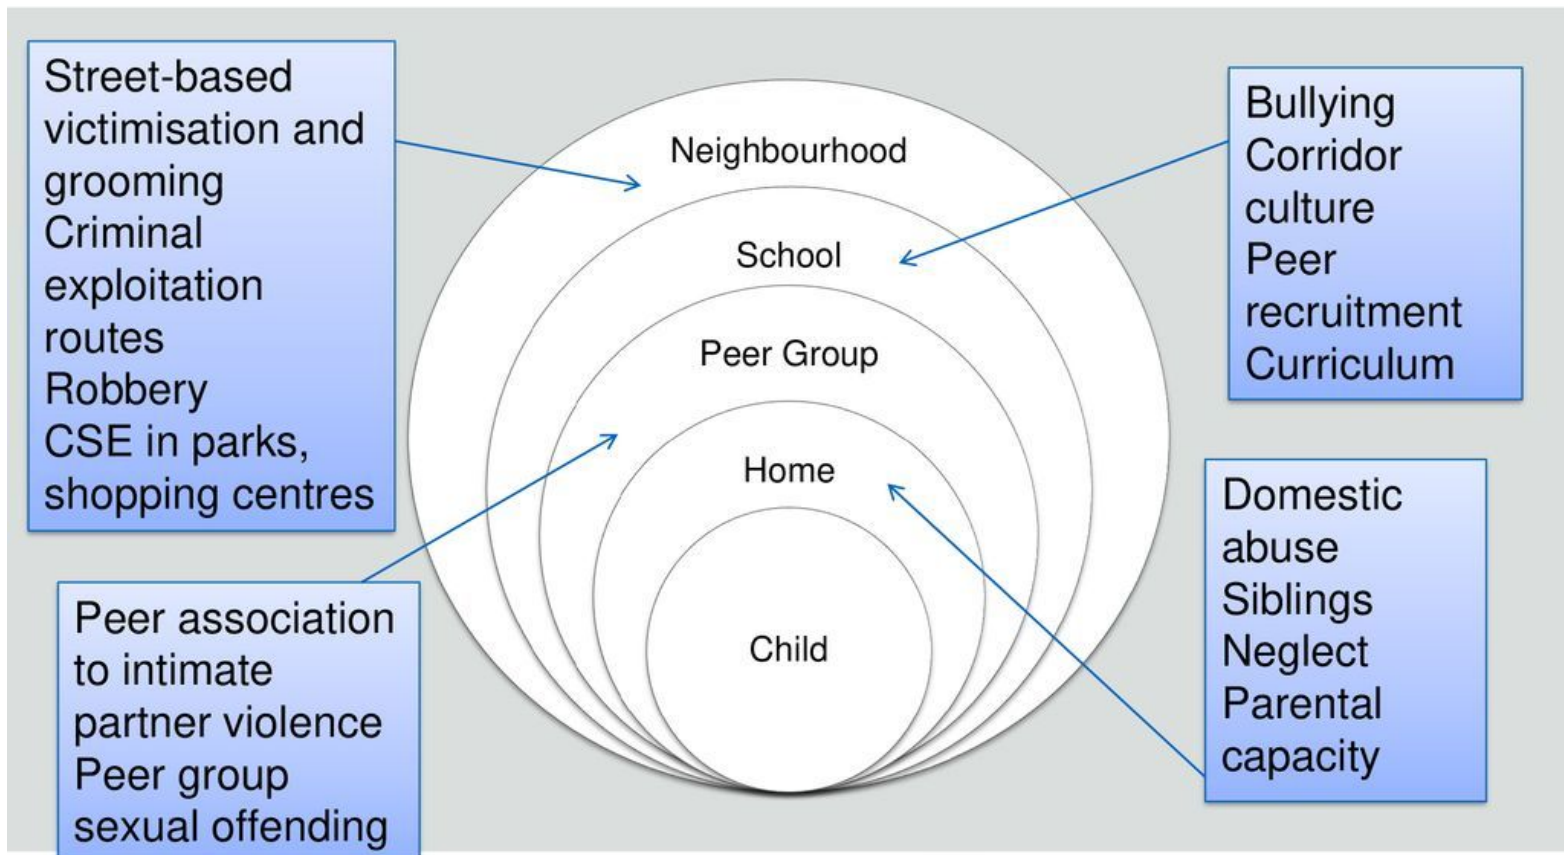 Street-based
victimisation and
grooming
Criminal
exploitation
routes
Robbery
CSE in parks,
shopping centres
Peer association
to intimate
partner violence
Peer group
sexual offending
Neighbourhood
School
Peer Group
Home
Child
Bullying
Corridor
culture
Peer
recruitment
Curriculum
Domestic
abuse
Siblings
Neglect
Parental
capacity